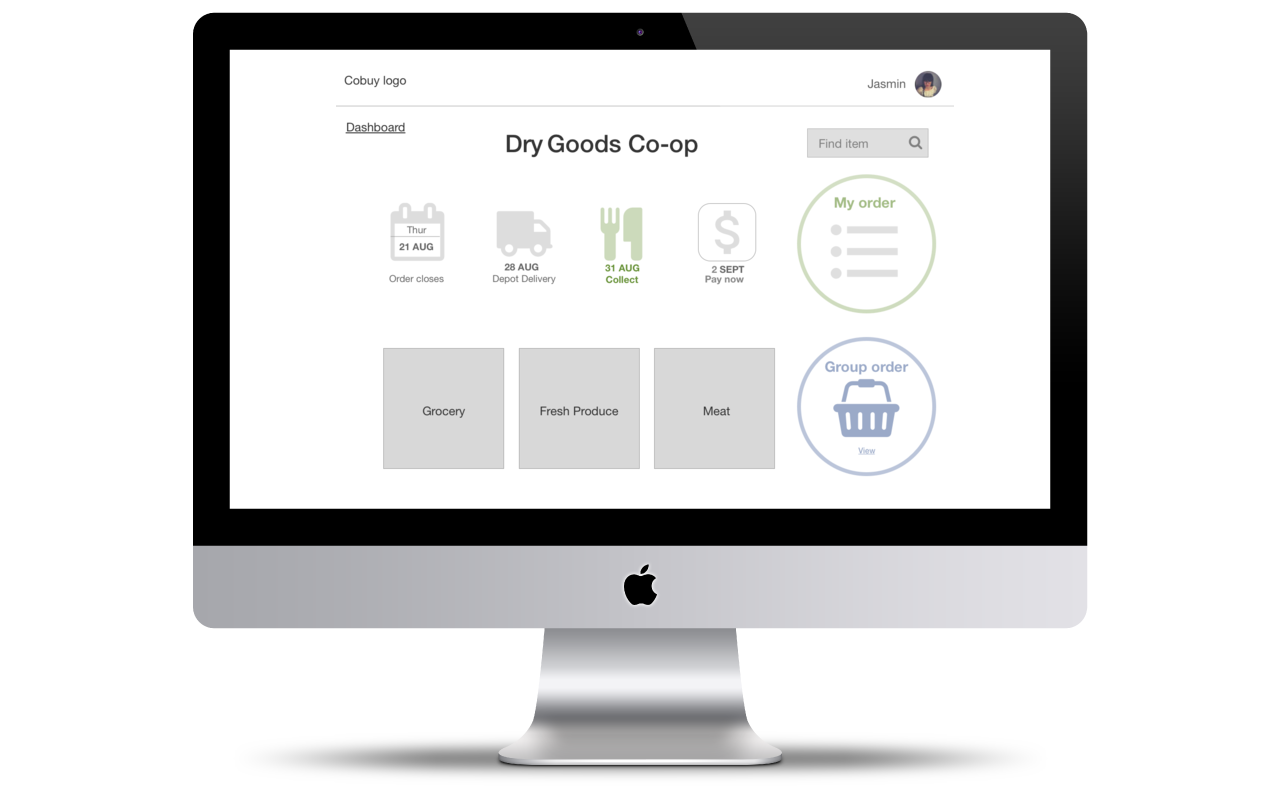 Cobuy logo
Jasmin
Dashboard
Dry Goods Co-op
Find item
Thur
21 AUG
Order closes
28 AUG
Depot Delivery
31 AUG
Collect
$
2 SEPT
Pay now
My order
Grocery
Fresh Produce
Meat
Group order
View